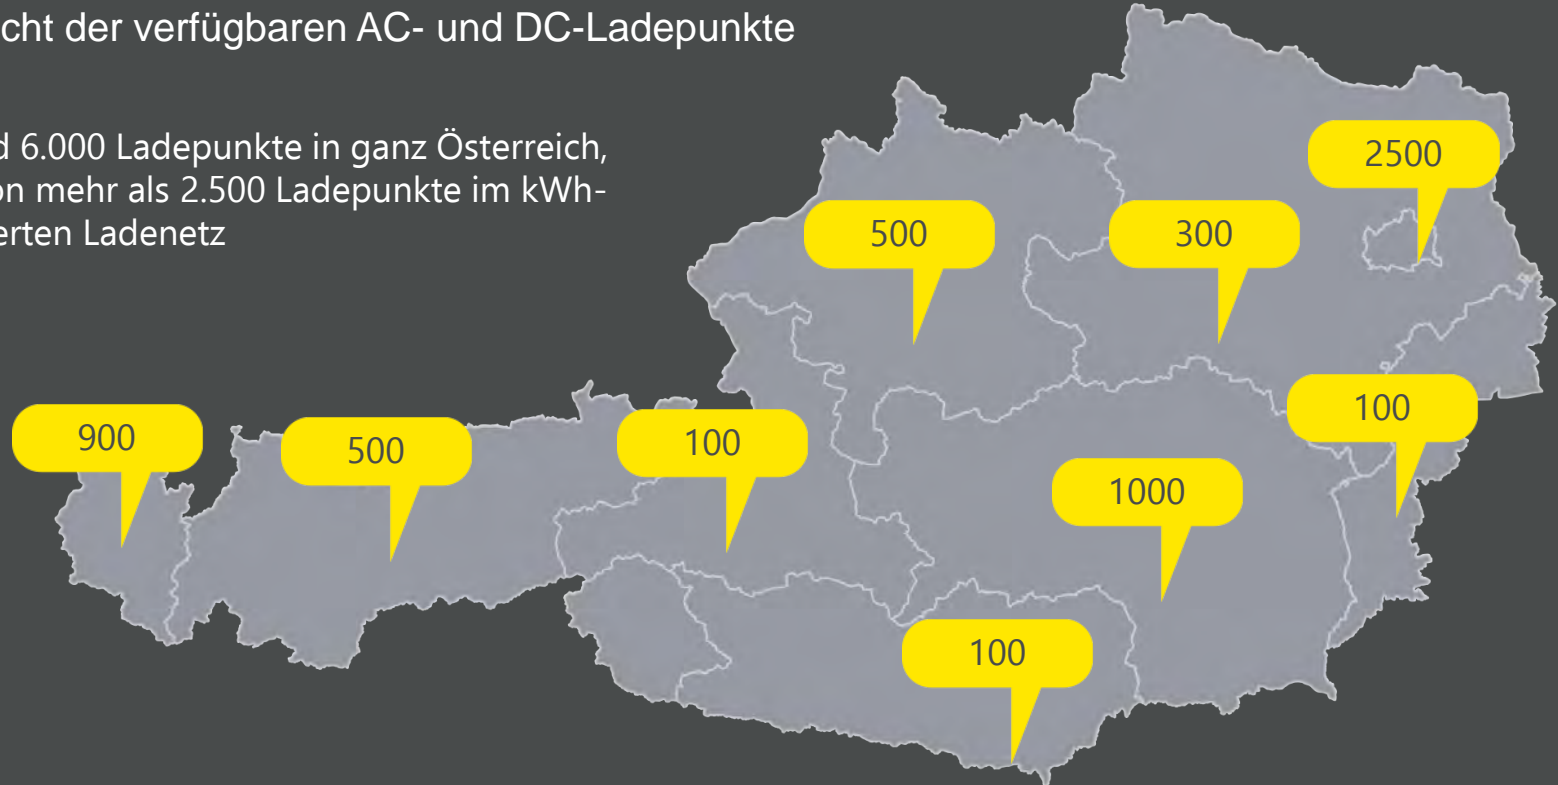 cht der verfügbaren AC- und DC-Ladepunkte
d 6.000 Ladepunkte in ganz Österreich,
on mehr als 2.500 Ladepunkte im kWh-
erten Ladenetz
2500
500
300
900
500
100
100
1000
100